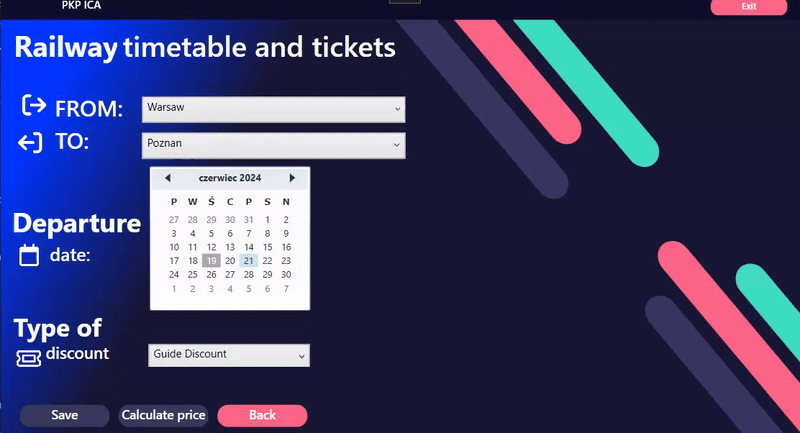 PKP ICA
Exit
Railway timetable and tickets
FROM:
Warsaw
TO:
Poznan
czerwiec 2024
P W Ś C P S N
27 28 29 30 31 1 2
3 4 5 6 7 8 9
10 11 12 13 14 15 16
17 18 19 20 21 22 23
24 25 26 27 28 29 30
1 2 3 4 5 6 7
Departure
date:
Type of
discount
Guide Discount
Save
Calculate price
Back